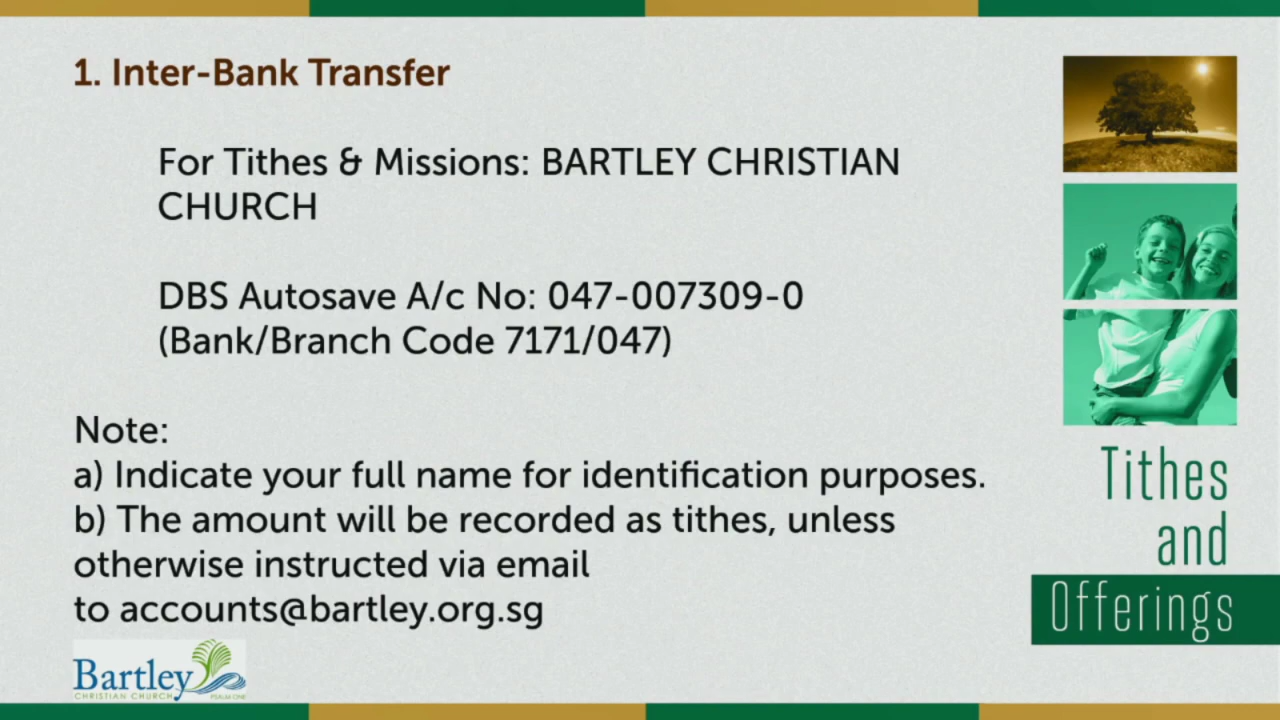 1. Inter-Bank Transfer
For Tithes & Missions: BARTLEY CHRISTIAN
CHURCH
DBS Autosave A/c No: 047-007309-0
(Bank/Branch Code 7171/047)
Note:
a) Indicate your full name for identification purposes.
b) The amount will be recorded as tithes, unless
otherwise instructed via email
to accounts@bartley.org.sg
Bartley
CHRISTIAN CHURCH
PSALM ONE
Tithes
and
Offerings